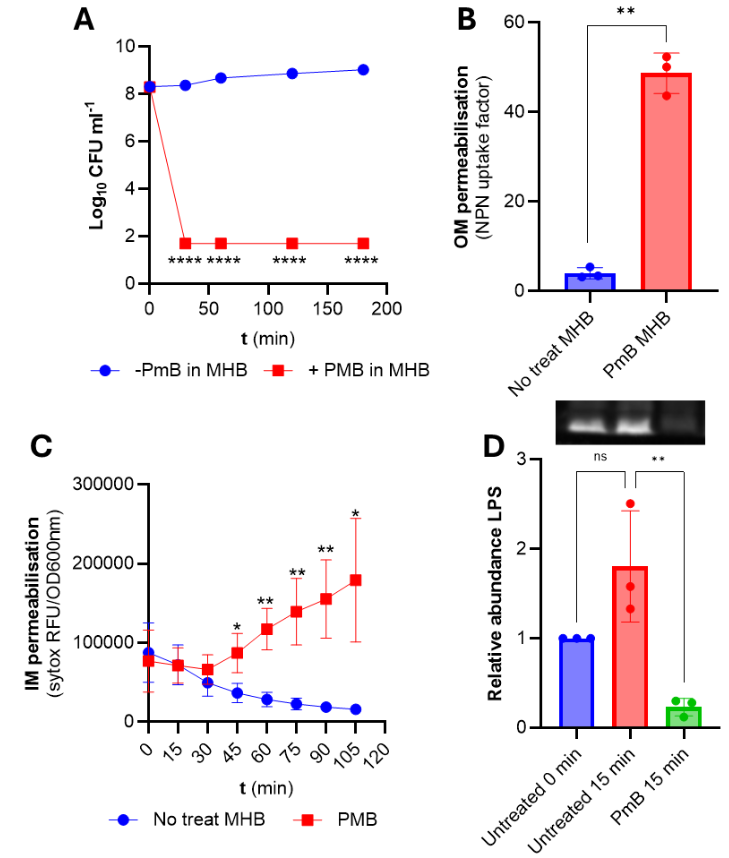 A
10
8
6
4
2
0
Log10 CFU ml-1
**** **** **** ****
0 50 100 150 200
t (min)
-PmB in MHB + PMB in MHB
B
**
60
40
20
0
OM permeabilisation
(NPN uptake factor)
No treat MHB
PmB MHB
C
300000
200000
100000
0
IM permeabilisation
(sytox RFU/OD600nm)
* ** ** ** *
0 15 30 45 60 75 90 105 120
t (min)
No treat MHB PMB
D
ns **
3
2
1
0
Relative abundance LPS
Untreated 0 min
Untreated 15 min
PmB 15 min